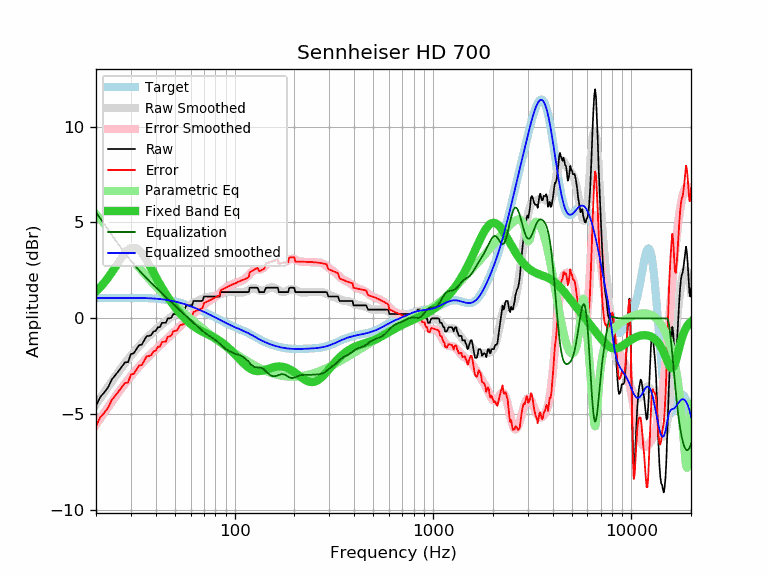 Sennheiser HD 700
Target
Raw Smoothed
Error Smoothed
Raw
Error
Parametric Eq
Fixed Band Eq
Equalization
Equalized smoothed
10
5
0
−5
−10
Amplitude (dBr)
100
1000
10000
Frequency (Hz)